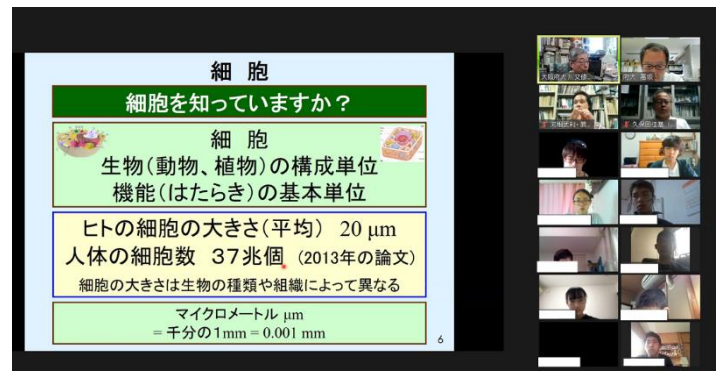 細 胞
細胞を知っていますか？
細 胞
生物（動物、植物）の構成単位
機能（はたらき）の基本単位
ヒトの細胞の大きさ（平均） 20 μm
人体の細胞数 37兆個 （2013年の論文）
細胞の大きさは生物の種類や組織によって異なる
マイクロメートル μm
= 千分の1mm = 0.001 mm
6